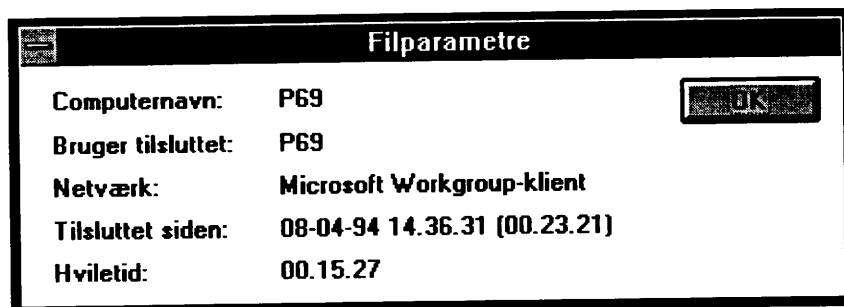 Filparametre
Computernavn: P69 OK
Bruger tilsluttet: P69
Netværk: Microsoft Workgroup-klient
Tilsluttet siden: 08-04-94 14.36.31 (00.23.21)
Hviletid: 00.15.27